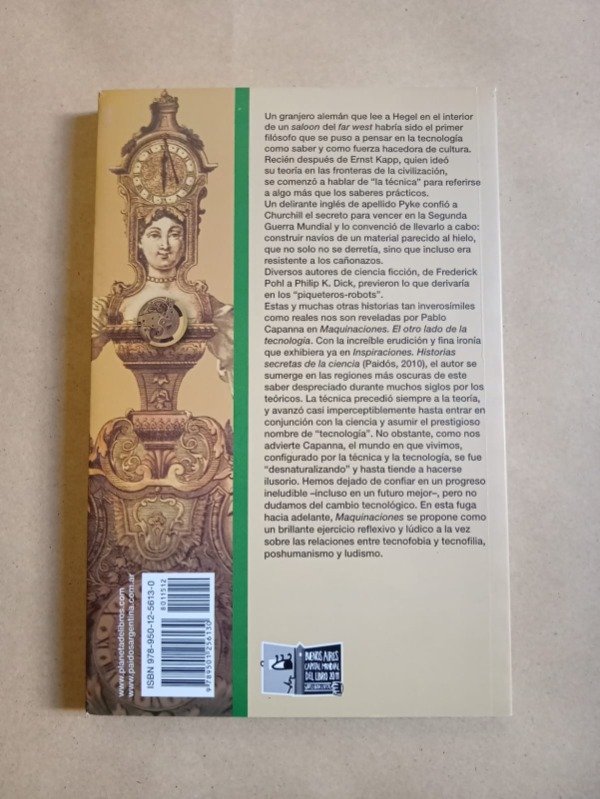 Un granjero alemán que lee a Hegel en el interior
de un saloon del far west habría sido el primer
filósofo que se puso a pensar en la tecnología
como saber y como fuerza hacedora de cultura.
Recién después de Ernst Kapp, quien ideó
su teoría en las fronteras de la civilización,
se comenzó a hablar de "la técnica" para referirse
a algo más que los saberes prácticos.
Un delirante inglés de apellido Pyke confió a
Churchill el secreto para vencer en la Segunda
Guerra Mundial y lo convenció de llevarlo a cabo:
construir navíos de un material parecido al hielo,
que no solo no se derretía, sino que incluso era
resistente a los cañonazos.
Diversos autores de ciencia ficción, de Frederick
Pohl a Philip K. Dick, previeron lo que derivaría
en los "piqueteros-robots".
Estas y muchas otras historias tan inverosímiles
como reales nos son reveladas por Pablo
Capanna en Maquinaciones. El otro lado de la
tecnología. Con la increíble erudición y fina ironía
que exhibiera ya en Inspiraciones. Historias
secretas de la ciencia (Paidós, 2010), el autor se
sumerge en las regiones más oscuras de este
saber despreciado durante muchos siglos por los
teóricos. La técnica precedió siempre a la teoría,
y avanzó casi imperceptiblemente hasta entrar en
conjunción con la ciencia y asumir el prestigioso
nombre de "tecnología". No obstante, como nos
advierte Capanna, el mundo en que vivimos,
configurado por la técnica y la tecnología, se fue
"desnaturalizando" y hasta tiende a hacerse
ilusorio. Hemos dejado de confiar en un progreso
ineludible –incluso en un futuro mejor–, pero no
dudamos del cambio tecnológico. En esta fuga
hacia adelante, Maquinaciones se propone como
un brillante ejercicio reflexivo y lúdico a la vez
sobre las relaciones entre tecnofobia y tecnofilia,
poshumanismo y ludismo.
www.planetadelibros.com
www.paidosargentina.com.ar
ISBN 978-950-12-5613-0
8011512
9 789501 256130
BUENOS AIRES
CAPITAL MUNDIAL
DEL LIBRO 2011